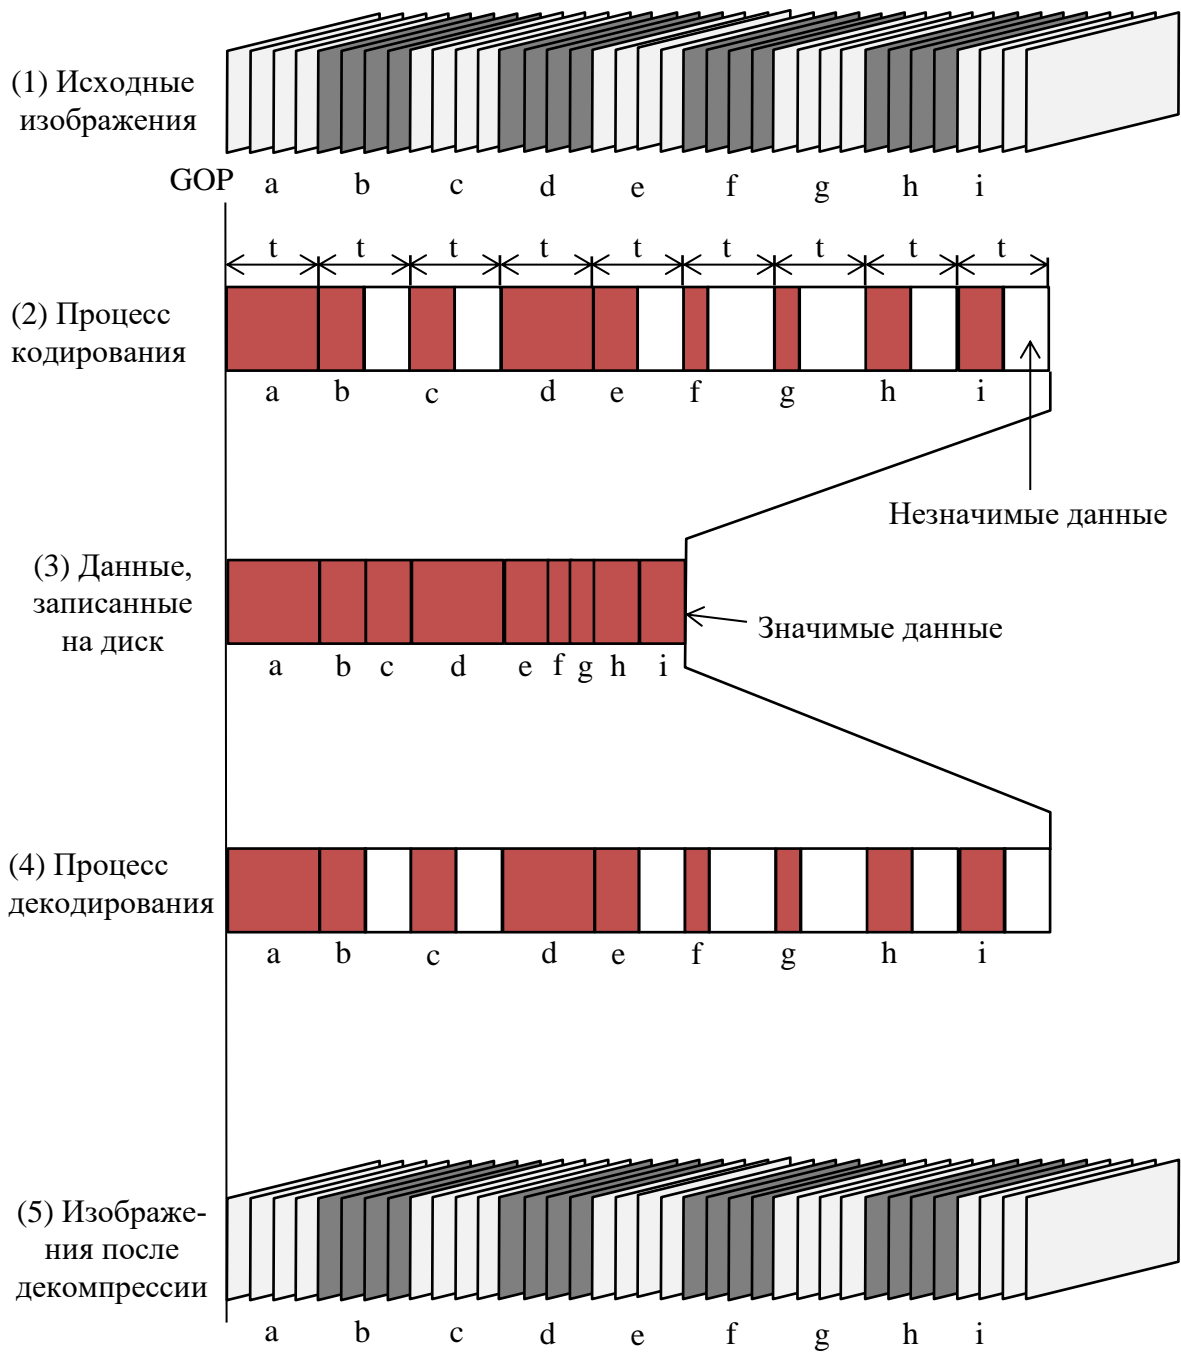 (1) Исходные
изображения
GOP a b c d e f g h i
t t t t t t t t t
(2) Процесс
кодирования
a b c d e f g h i
Незначимые данные
(3) Данные,
записанные
на диск
Значимые данные
a b c d e f g h i
(4) Процесс
декодирования
a b c d e f g h i
(5) Изображе-
ния после
декомпрессии
a b c d e f g h i